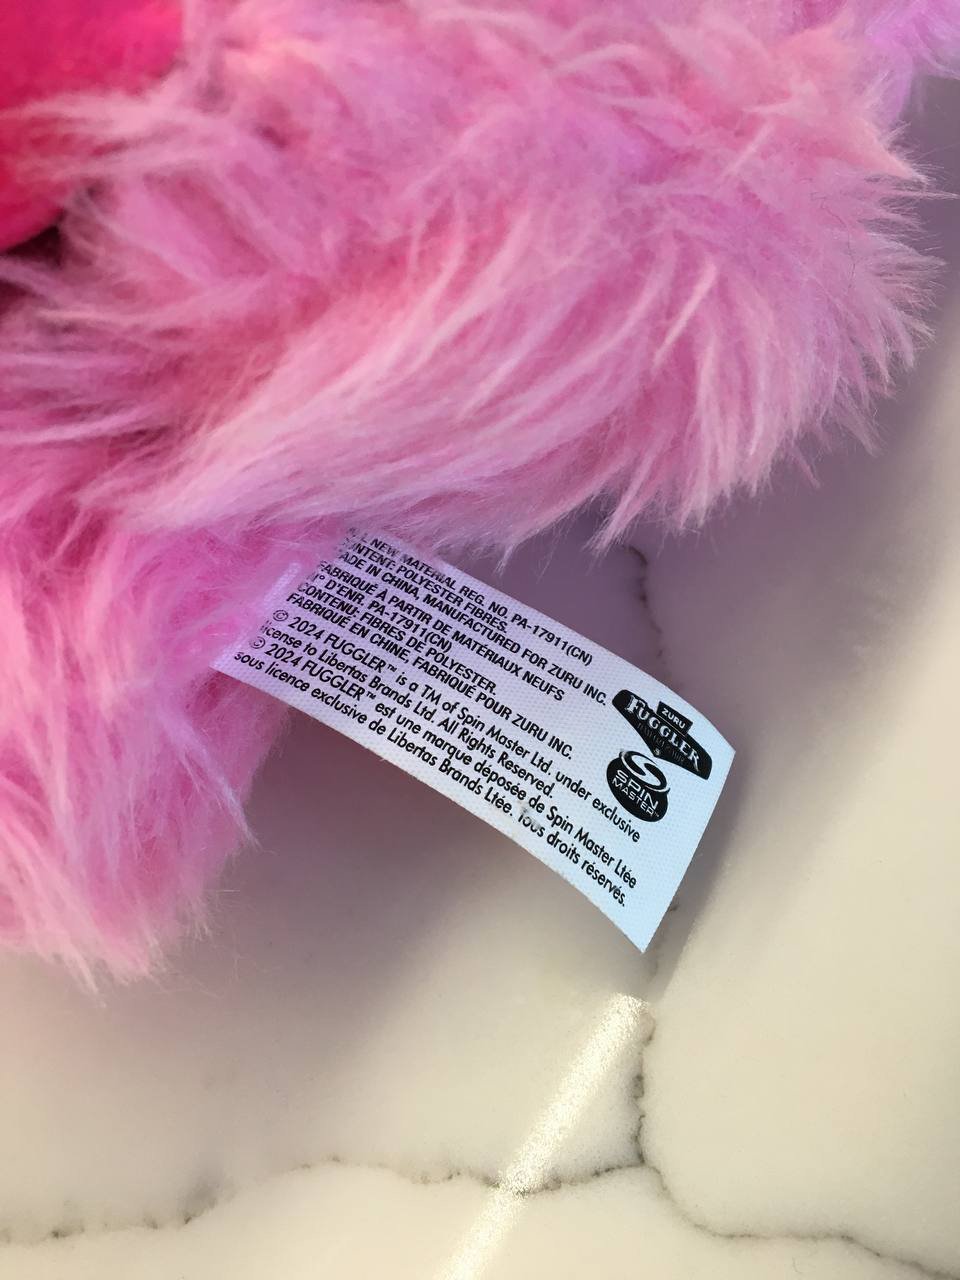 NEW MATERIAL REG. NO. PA-17911(CN)
CONTENT: POLYESTER FIBRES.
MADE IN CHINA, MANUFACTURED FOR ZURU INC.
FABRIQUÉ À PARTIR DE MATÉRIAUX NEUFS
N° D'ENR. PA-17911(CN)
CONTENU: FIBRES DE POLYESTER.
FABRIQUÉ EN CHINE, FABRIQUÉ POUR ZURU INC.
© 2024 FUGGLER™ is a TM of Spin Master Ltd. under exclusive
license to Libertas Brands Ltd. All Rights Reserved.
© 2024 FUGGLER™ est une marque déposée de Spin Master Ltée
sous licence exclusive de Libertas Brands Ltée. Tous droits réservés.
ZURU
FUGGLER
SPIN
MASTER™